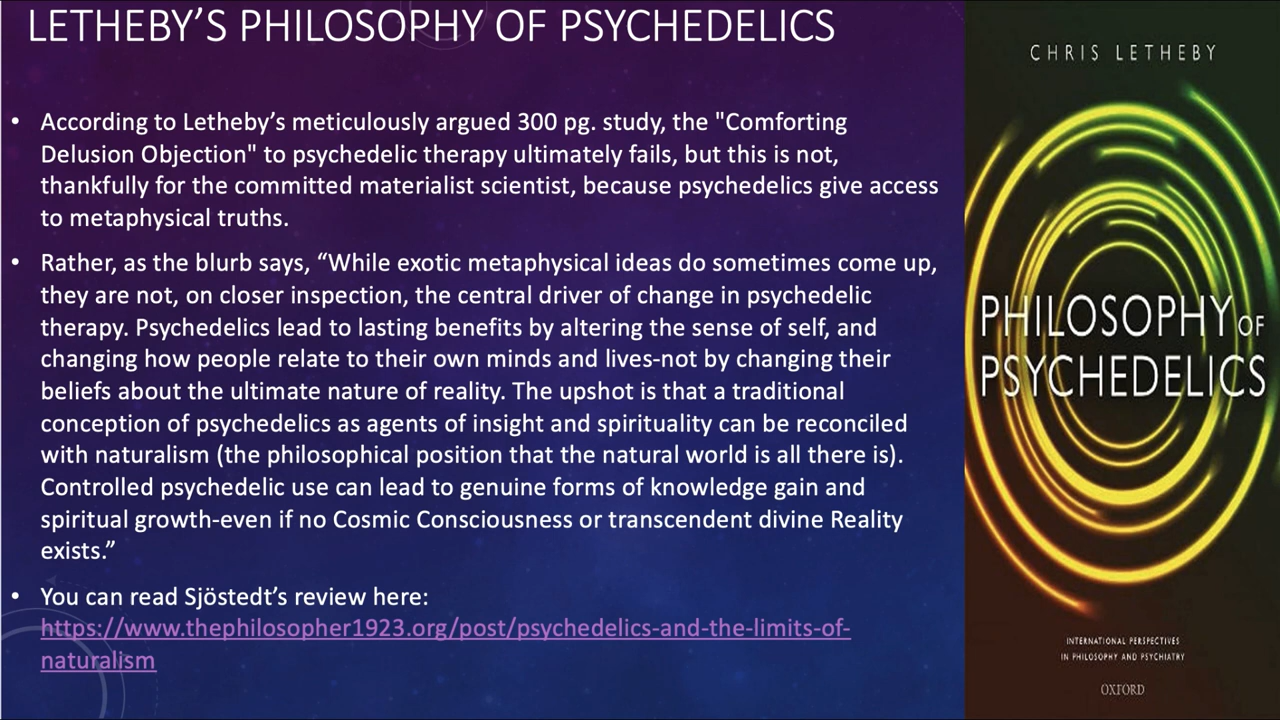 LETHEBY’S PHILOSOPHY OF PSYCHEDELICS
• According to Letheby’s meticulously argued 300 pg. study, the "Comforting
Delusion Objection" to psychedelic therapy ultimately fails, but this is not,
thankfully for the committed materialist scientist, because psychedelics give access
to metaphysical truths.
• Rather, as the blurb says, “While exotic metaphysical ideas do sometimes come up,
they are not, on closer inspection, the central driver of change in psychedelic
therapy. Psychedelics lead to lasting benefits by altering the sense of self, and
changing how people relate to their own minds and lives-not by changing their
beliefs about the ultimate nature of reality. The upshot is that a traditional
conception of psychedelics as agents of insight and spirituality can be reconciled
with naturalism (the philosophical position that the natural world is all there is).
Controlled psychedelic use can lead to genuine forms of knowledge gain and
spiritual growth-even if no Cosmic Consciousness or transcendent divine Reality
exists.”
• You can read Sjöstedt’s review here:
https://www.thephilosopher1923.org/post/psychedelics-and-the-limits-of-
naturalism
CHRIS LETHEBY
PHILOSOPHY OF
PSYCHEDELICS
INTERNATIONAL PERSPECTIVES
IN PHILOSOPHY AND PSYCHIATRY
OXFORD